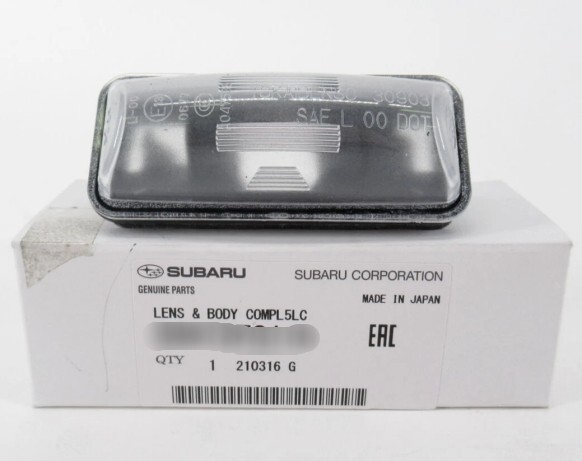 SAE L 00 DOT
SUBARU
SUBARU CORPORATION
GENUINE PARTS
MADE IN JAPAN
LENS & BODY COMPL5LC
EAC
QTY 1 210316 G